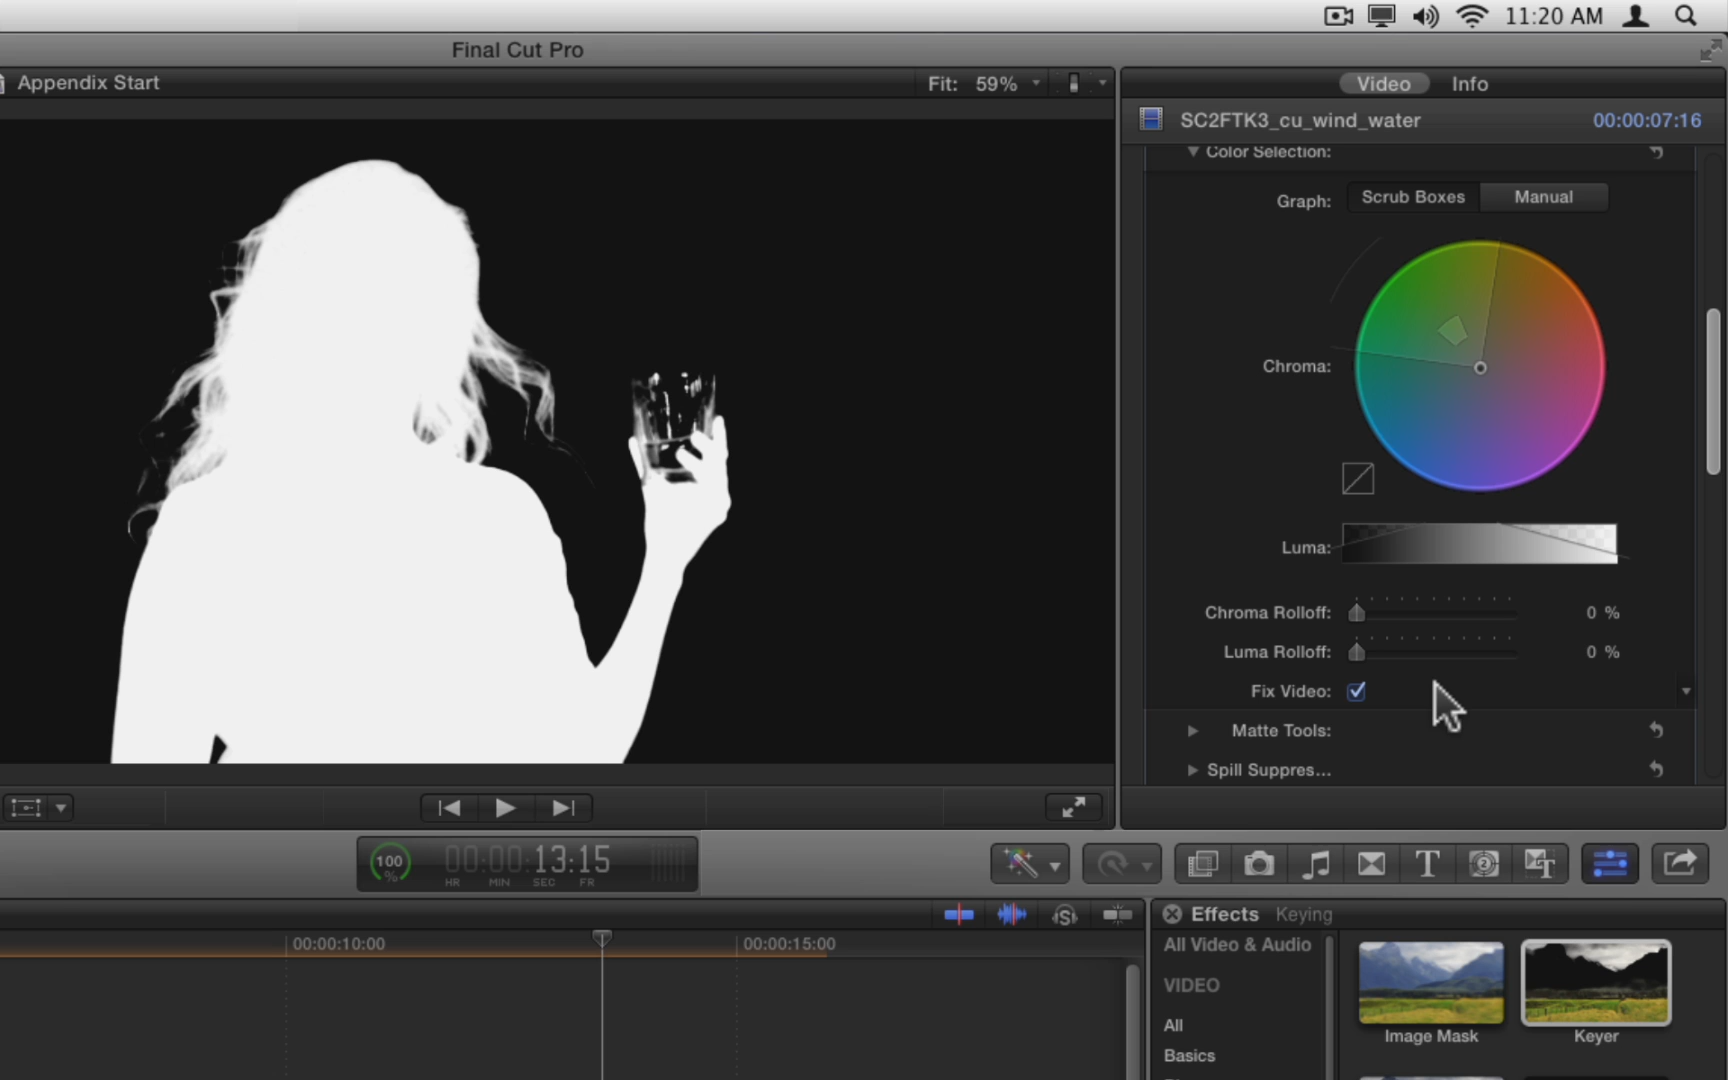 11:20 AM
Final Cut Pro
Appendix Start
Fit: 59%
Video Info
SC2FTK3_cu_wind_water 00:00:07:16
Color Selection:
Graph: Scrub Boxes Manual
Chroma:
Luma:
Chroma Rolloff: 0 %
Luma Rolloff: 0 %
Fix Video:
Matte Tools:
Spill Suppres...
100
%
00:00:13:15
HR MIN SEC FR
Effects Keying
00:00:10:00
00:00:15:00
All Video & Audio
VIDEO
All
Basics
Image Mask
Keyer